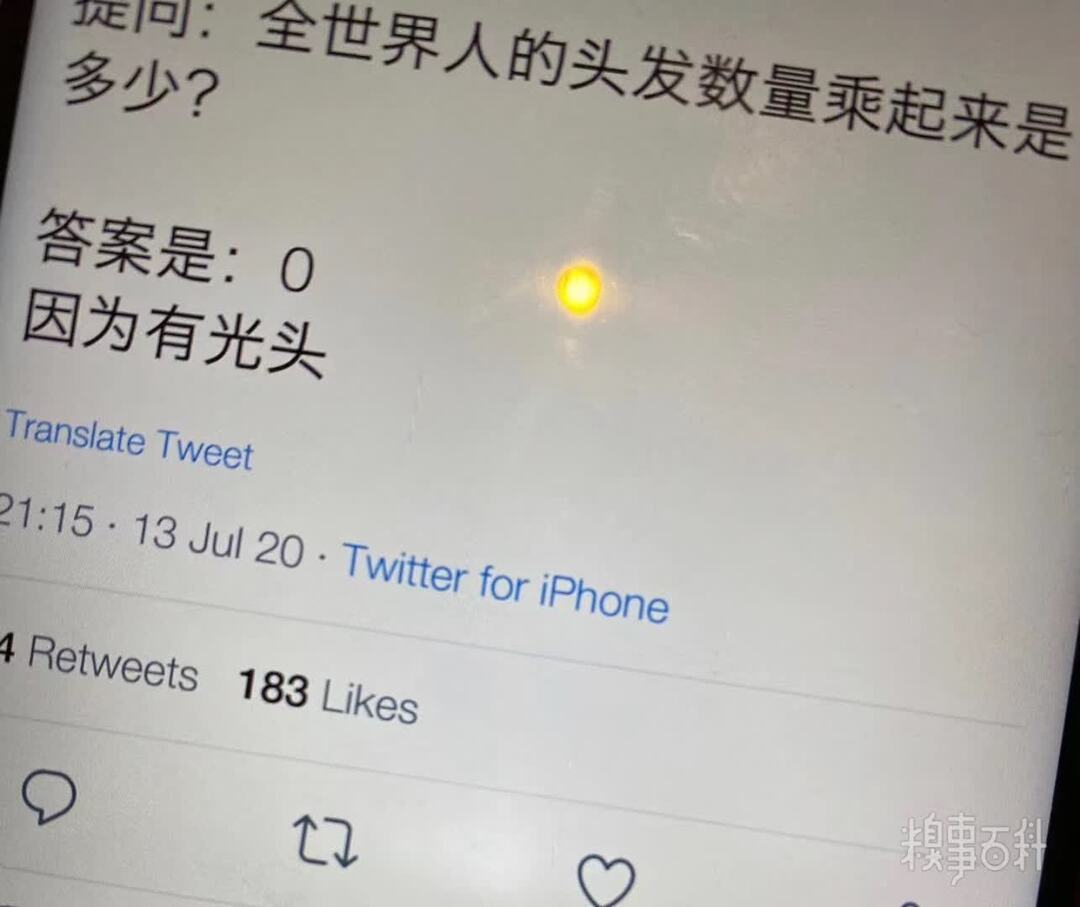 提问：全世界人的头发数量乘起来是
多少？
答案是：0
因为有光头
Translate Tweet
21:15 · 13 Jul 20 · Twitter for iPhone
4 Retweets 183 Likes
糗事百科